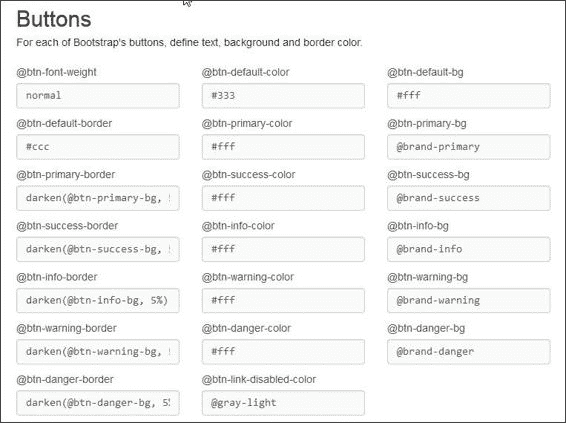 Buttons
For each of Bootstrap's buttons, define text, background and border color.
@btn-font-weight @btn-default-color @btn-default-bg
normal #333 #fff
@btn-default-border @btn-primary-color @btn-primary-bg
#ccc #fff @brand-primary
@btn-primary-border @btn-success-color @btn-success-bg
darken(@btn-primary-bg, #fff @brand-success
@btn-success-border @btn-info-color @btn-info-bg
darken(@btn-success-bg, #fff @brand-info
@btn-info-border @btn-warning-color @btn-warning-bg
darken(@btn-info-bg, 5%) #fff @brand-warning
@btn-warning-border @btn-danger-color @btn-danger-bg
darken(@btn-warning-bg, #fff @brand-danger
@btn-danger-border @btn-link-disabled-color
darken(@btn-danger-bg, 5 @gray-light